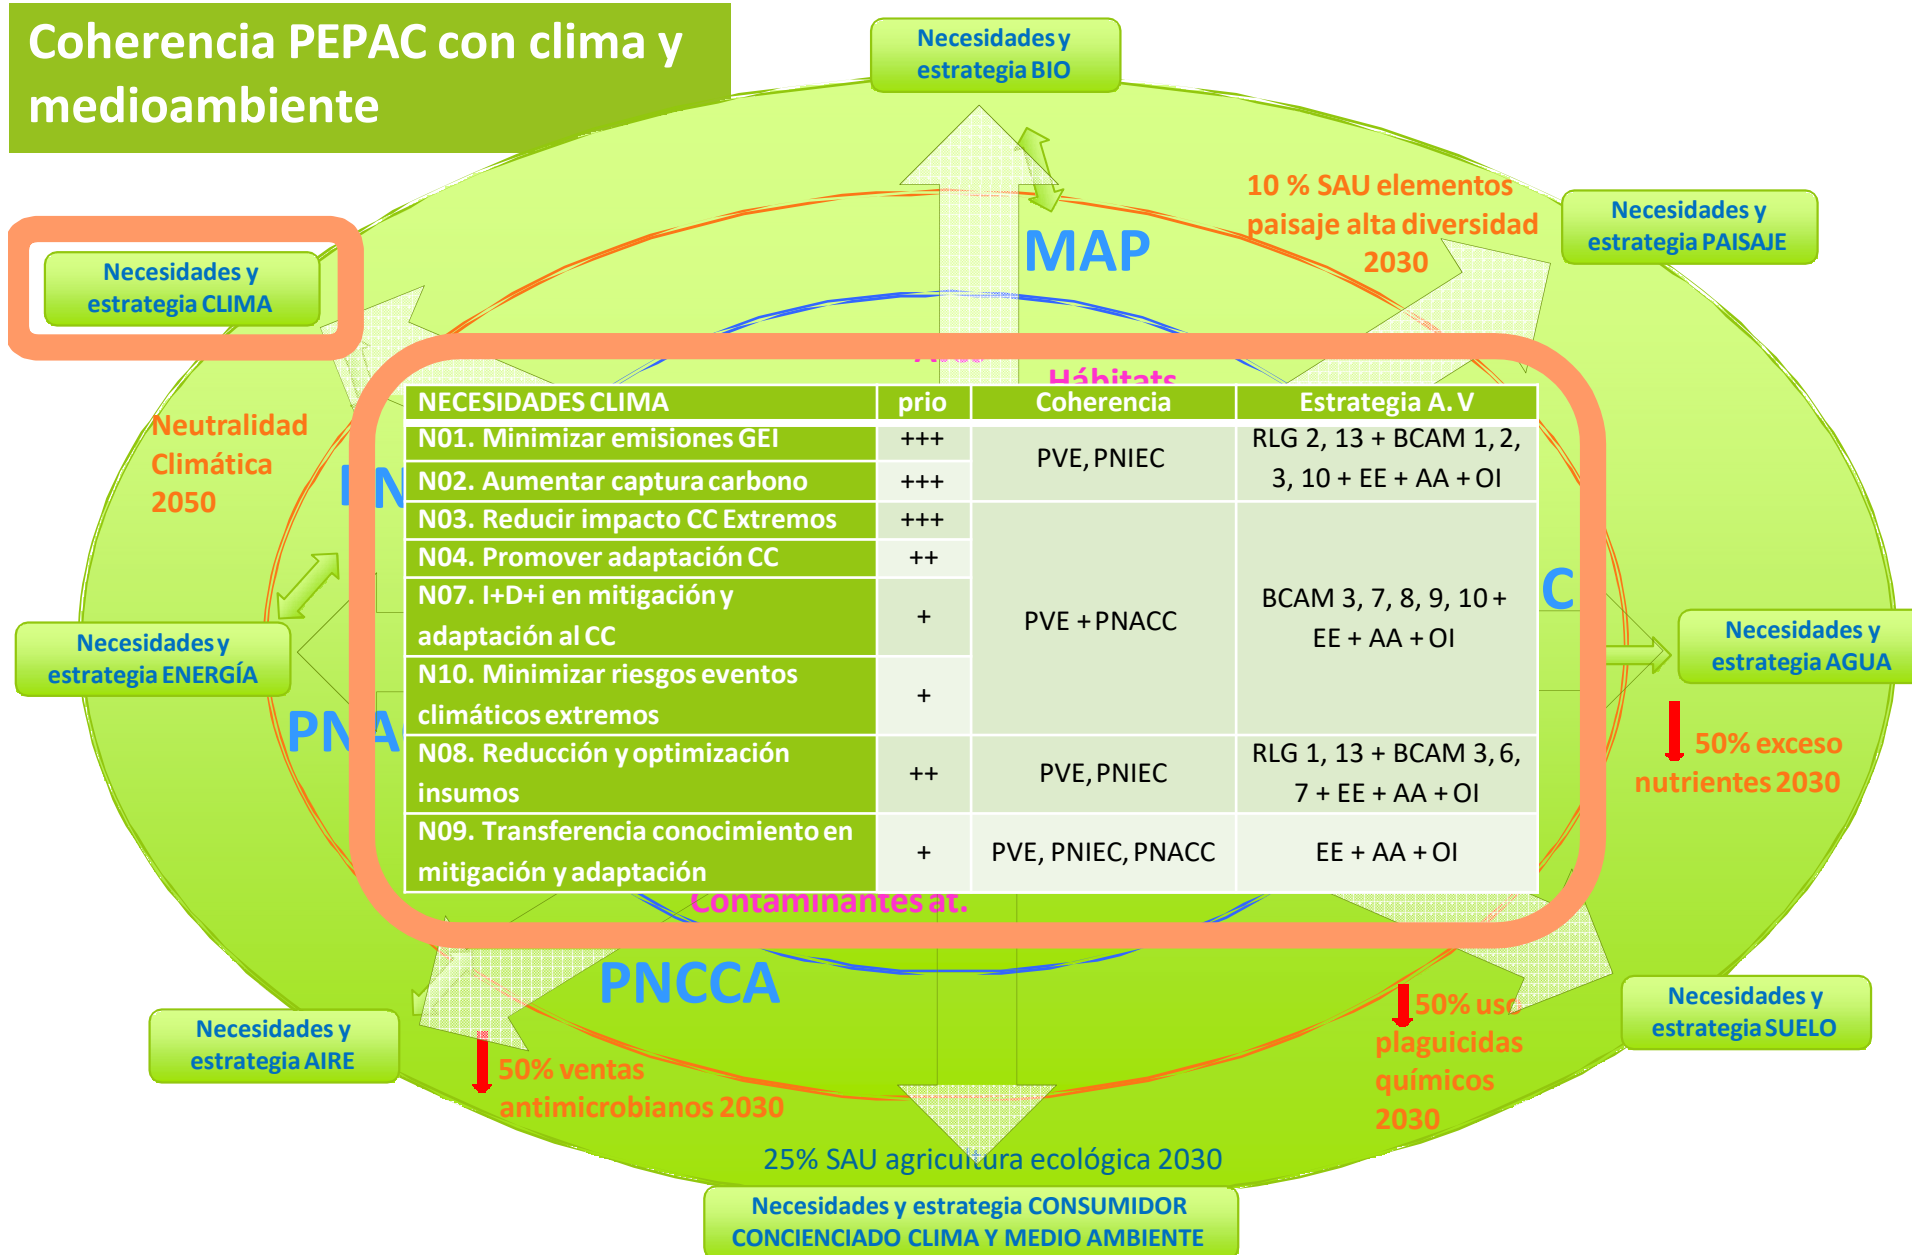 Coherencia PEPAC con clima y
medioambiente
Necesidades y
estrategia BIO
10 % SAU elementos
paisaje alta diversidad
2030
Necesidades y
estrategia PAISAJE
MAP
Necesidades y
estrategia CLIMA
Hábitats
Neutralidad
Climática
2050
NECESIDADES CLIMA prio Coherencia Estrategia A. V
N01. Minimizar emisiones GEI +++ PVE, PNIEC RLG 2, 13 + BCAM 1, 2,
N02. Aumentar captura carbono +++ 3, 10 + EE + AA + OI
N03. Reducir impacto CC Extremos +++
N04. Promover adaptación CC ++
N07. I+D+i en mitigación y
adaptación al CC + PVE + PNACC BCAM 3, 7, 8, 9, 10 +
EE + AA + OI
N10. Minimizar riesgos eventos
climáticos extremos +
N08. Reducción y optimización
insumos ++ PVE, PNIEC RLG 1, 13 + BCAM 3, 6,
7 + EE + AA + OI
N09. Transferencia conocimiento en
mitigación y adaptación + PVE, PNIEC, PNACC EE + AA + OI
C
Necesidades y
estrategia ENERGÍA
Necesidades y
estrategia AGUA
PNA
50% exceso
nutrientes 2030
Contaminantes at.
PNCCA
Necesidades y
estrategia AIRE
50% ventas
antimicrobianos 2030
50% uso
plaguicidas
químicos
2030
Necesidades y
estrategia SUELO
25% SAU agricultura ecológica 2030
Necesidades y estrategia CONSUMIDOR
CONCIENCIADO CLIMA Y MEDIO AMBIENTE